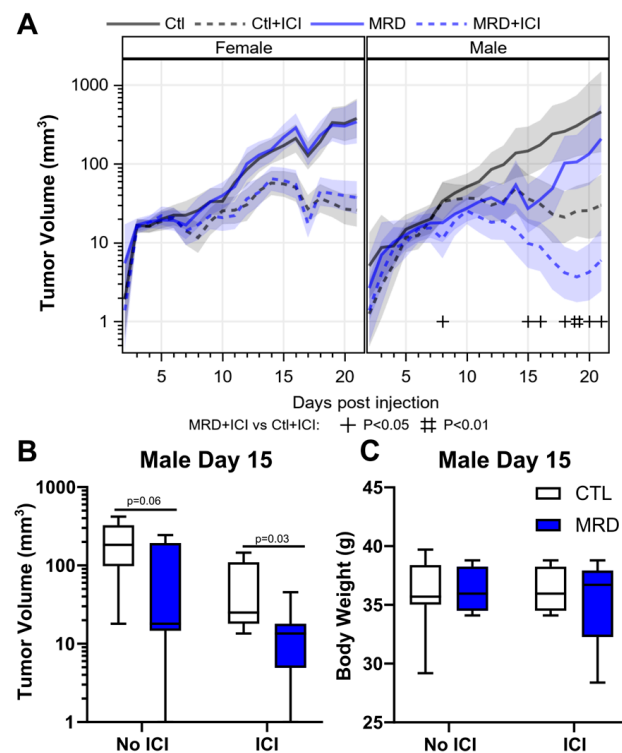 A
Ctl Ctl+ICI MRD MRD+ICI
Female Male
Tumor Volume (mm³)
1000
100
10
1
5 10 15 20 5 10 15 20
Days post injection
MRD+ICI vs Ctl+ICI: + P<0.05 ⌗ P<0.01
B
Male Day 15
Tumor Volume (mm³)
1000
100
10
1
p=0.06
p=0.03
No ICI ICI
C
Male Day 15
CTL
MRD
Body Weight (g)
45
40
35
30
25
No ICI ICI